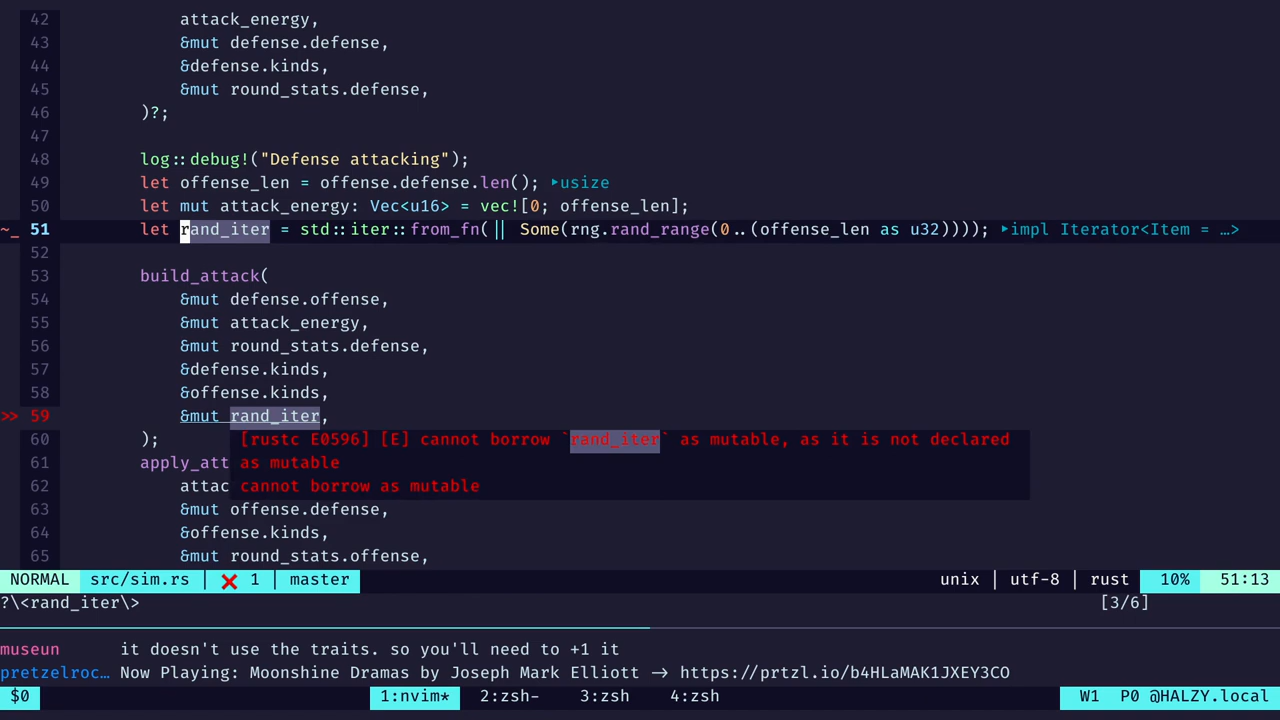 42 attack_energy,
43 &mut defense.defense,
44 &defense.kinds,
45 &mut round_stats.defense,
46 )?;
47
48 log::debug!("Defense attacking");
49 let offense_len = offense.defense.len(); ▸usize
50 let mut attack_energy: Vec<u16> = vec![0; offense_len];
~_ 51 let rand_iter = std::iter::from_fn(|| Some(rng.rand_range(0..(offense_len as u32)))); ▸impl Iterator<Item = …>
52
53 build_attack(
54 &mut defense.offense,
55 &mut attack_energy,
56 &mut round_stats.defense,
57 &defense.kinds,
58 &offense.kinds,
>> 59 &mut rand_iter,
60 ); [rustc E0596] [E] cannot borrow `rand_iter` as mutable, as it is not declared
61 apply_att as mutable
62 attac cannot borrow as mutable
63 &mut offense.defense,
64 &offense.kinds,
65 &mut round_stats.offense,
NORMAL src/sim.rs | ❌ 1 | master unix | utf-8 | rust 10% 51:13
?\<rand_iter\> [3/6]
museun it doesn't use the traits. so you'll need to +1 it
pretzelroc… Now Playing: Moonshine Dramas by Joseph Mark Elliott -> https://prtzl.io/b4HLaMAK1JXEY3CO
$0 1:nvim* 2:zsh- 3:zsh 4:zsh W1 P0 @HALZY.local